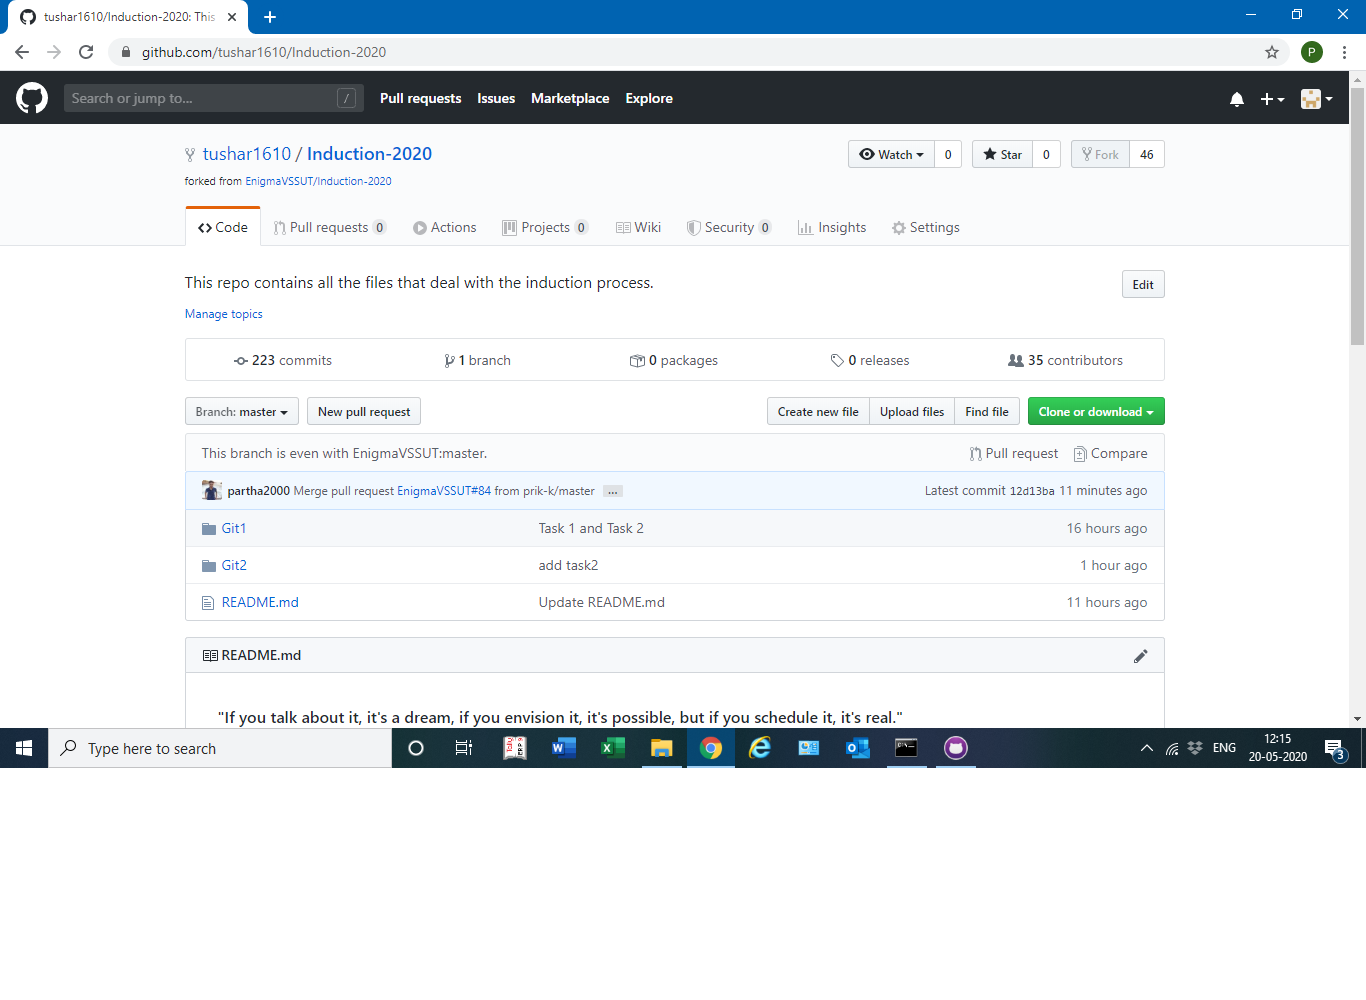 tushar1610/Induction-2020: This
github.com/tushar1610/Induction-2020
P
Search or jump to... /
Pull requests Issues Marketplace Explore
tushar1610 / Induction-2020
Watch 0 Star 0 Fork 46
forked from EnigmaVSSUT/Induction-2020
Code Pull requests 0 Actions Projects 0 Wiki Security 0 Insights Settings
This repo contains all the files that deal with the induction process.
Edit
Manage topics
223 commits 1 branch 0 packages 0 releases 35 contributors
Branch: master New pull request Create new file Upload files Find file Clone or download
This branch is even with EnigmaVSSUT:master. Pull request Compare
partha2000 Merge pull request EnigmaVSSUT#84 from prik-k/master ... Latest commit 12d13ba 11 minutes ago
Git1 Task 1 and Task 2 16 hours ago
Git2 add task2 1 hour ago
README.md Update README.md 11 hours ago
README.md
"If you talk about it, it's a dream, if you envision it, it's possible, but if you schedule it, it's real."
Type here to search
ENG
12:15
20-05-2020
3